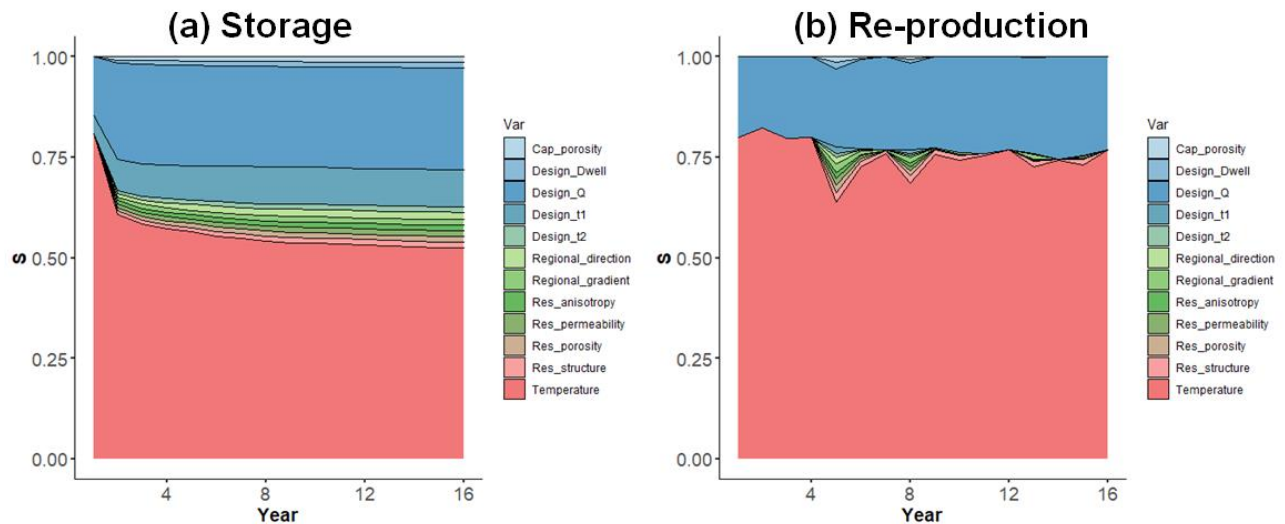 (a) Storage
1.00
0.75
0.50
0.25
0.00
S
4
8
12
16
Year
Var
Cap_porosity
Design_Dwell
Design_Q
Design_t1
Design_t2
Regional_direction
Regional_gradient
Res_anisotropy
Res_permeability
Res_porosity
Res_structure
Temperature
(b) Re-production
1.00
0.75
0.50
0.25
0.00
S
4
8
12
16
Year
Var
Cap_porosity
Design_Dwell
Design_Q
Design_t1
Design_t2
Regional_direction
Regional_gradient
Res_anisotropy
Res_permeability
Res_porosity
Res_structure
Temperature